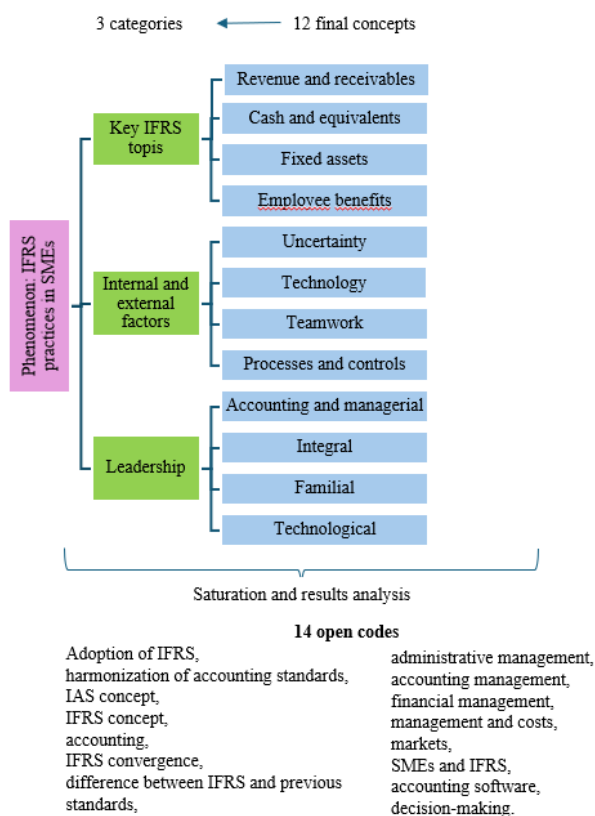 3 categories
12 final concepts
Phenomenon: IFRS
practices in SMEs
Key IFRS
topis
Revenue and receivables
Cash and equivalents
Fixed assets
Employee benefits
Internal and
external
factors
Uncertainty
Technology
Teamwork
Processes and controls
Leadership
Accounting and managerial
Integral
Familial
Technological
Saturation and results analysis
14 open codes
Adoption of IFRS,
harmonization of accounting standards,
IAS concept,
IFRS concept,
accounting,
IFRS convergence,
difference between IFRS and previous
standards,
administrative management,
accounting management,
financial management,
management and costs,
markets,
SMEs and IFRS,
accounting software,
decision-making.